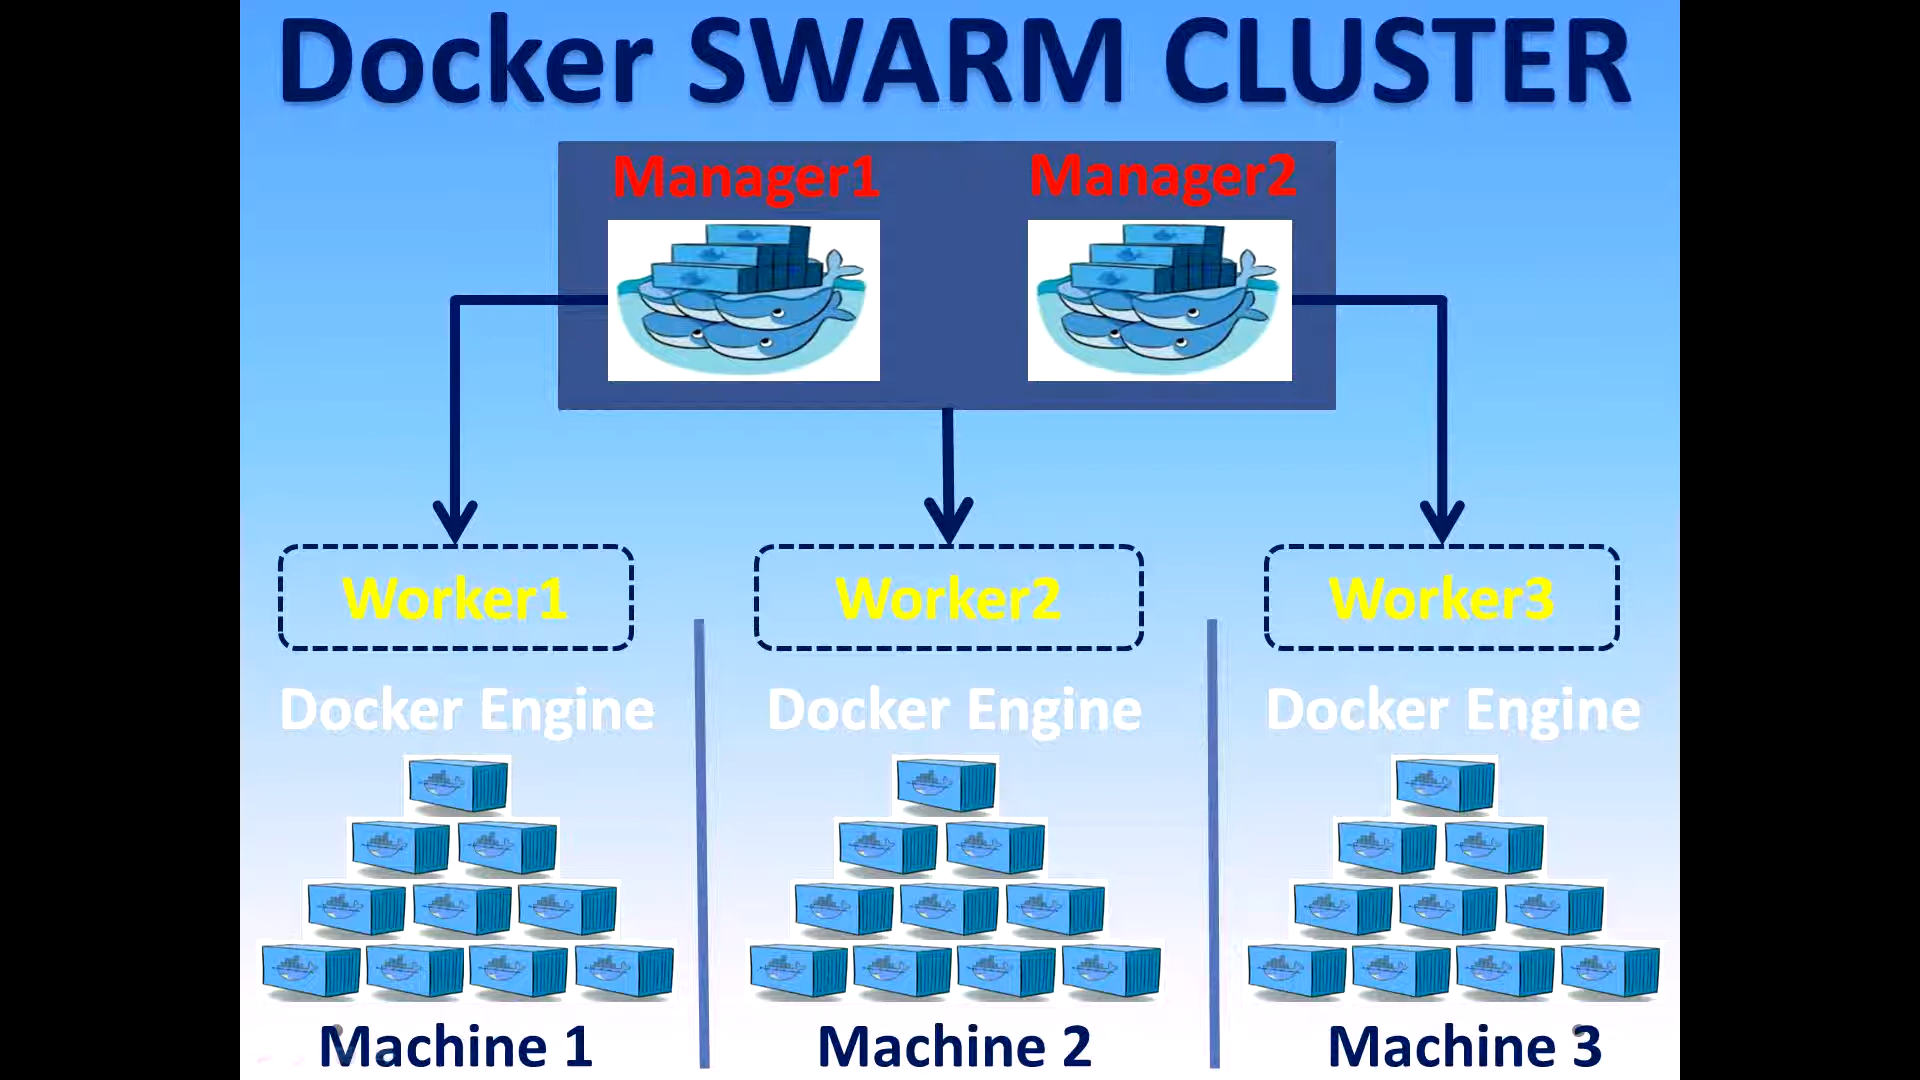 Docker SWARM CLUSTER
Manager1 Manager2
Worker1 Worker2 Worker3
Docker Engine Docker Engine Docker Engine
Machine 1 Machine 2 Machine 3